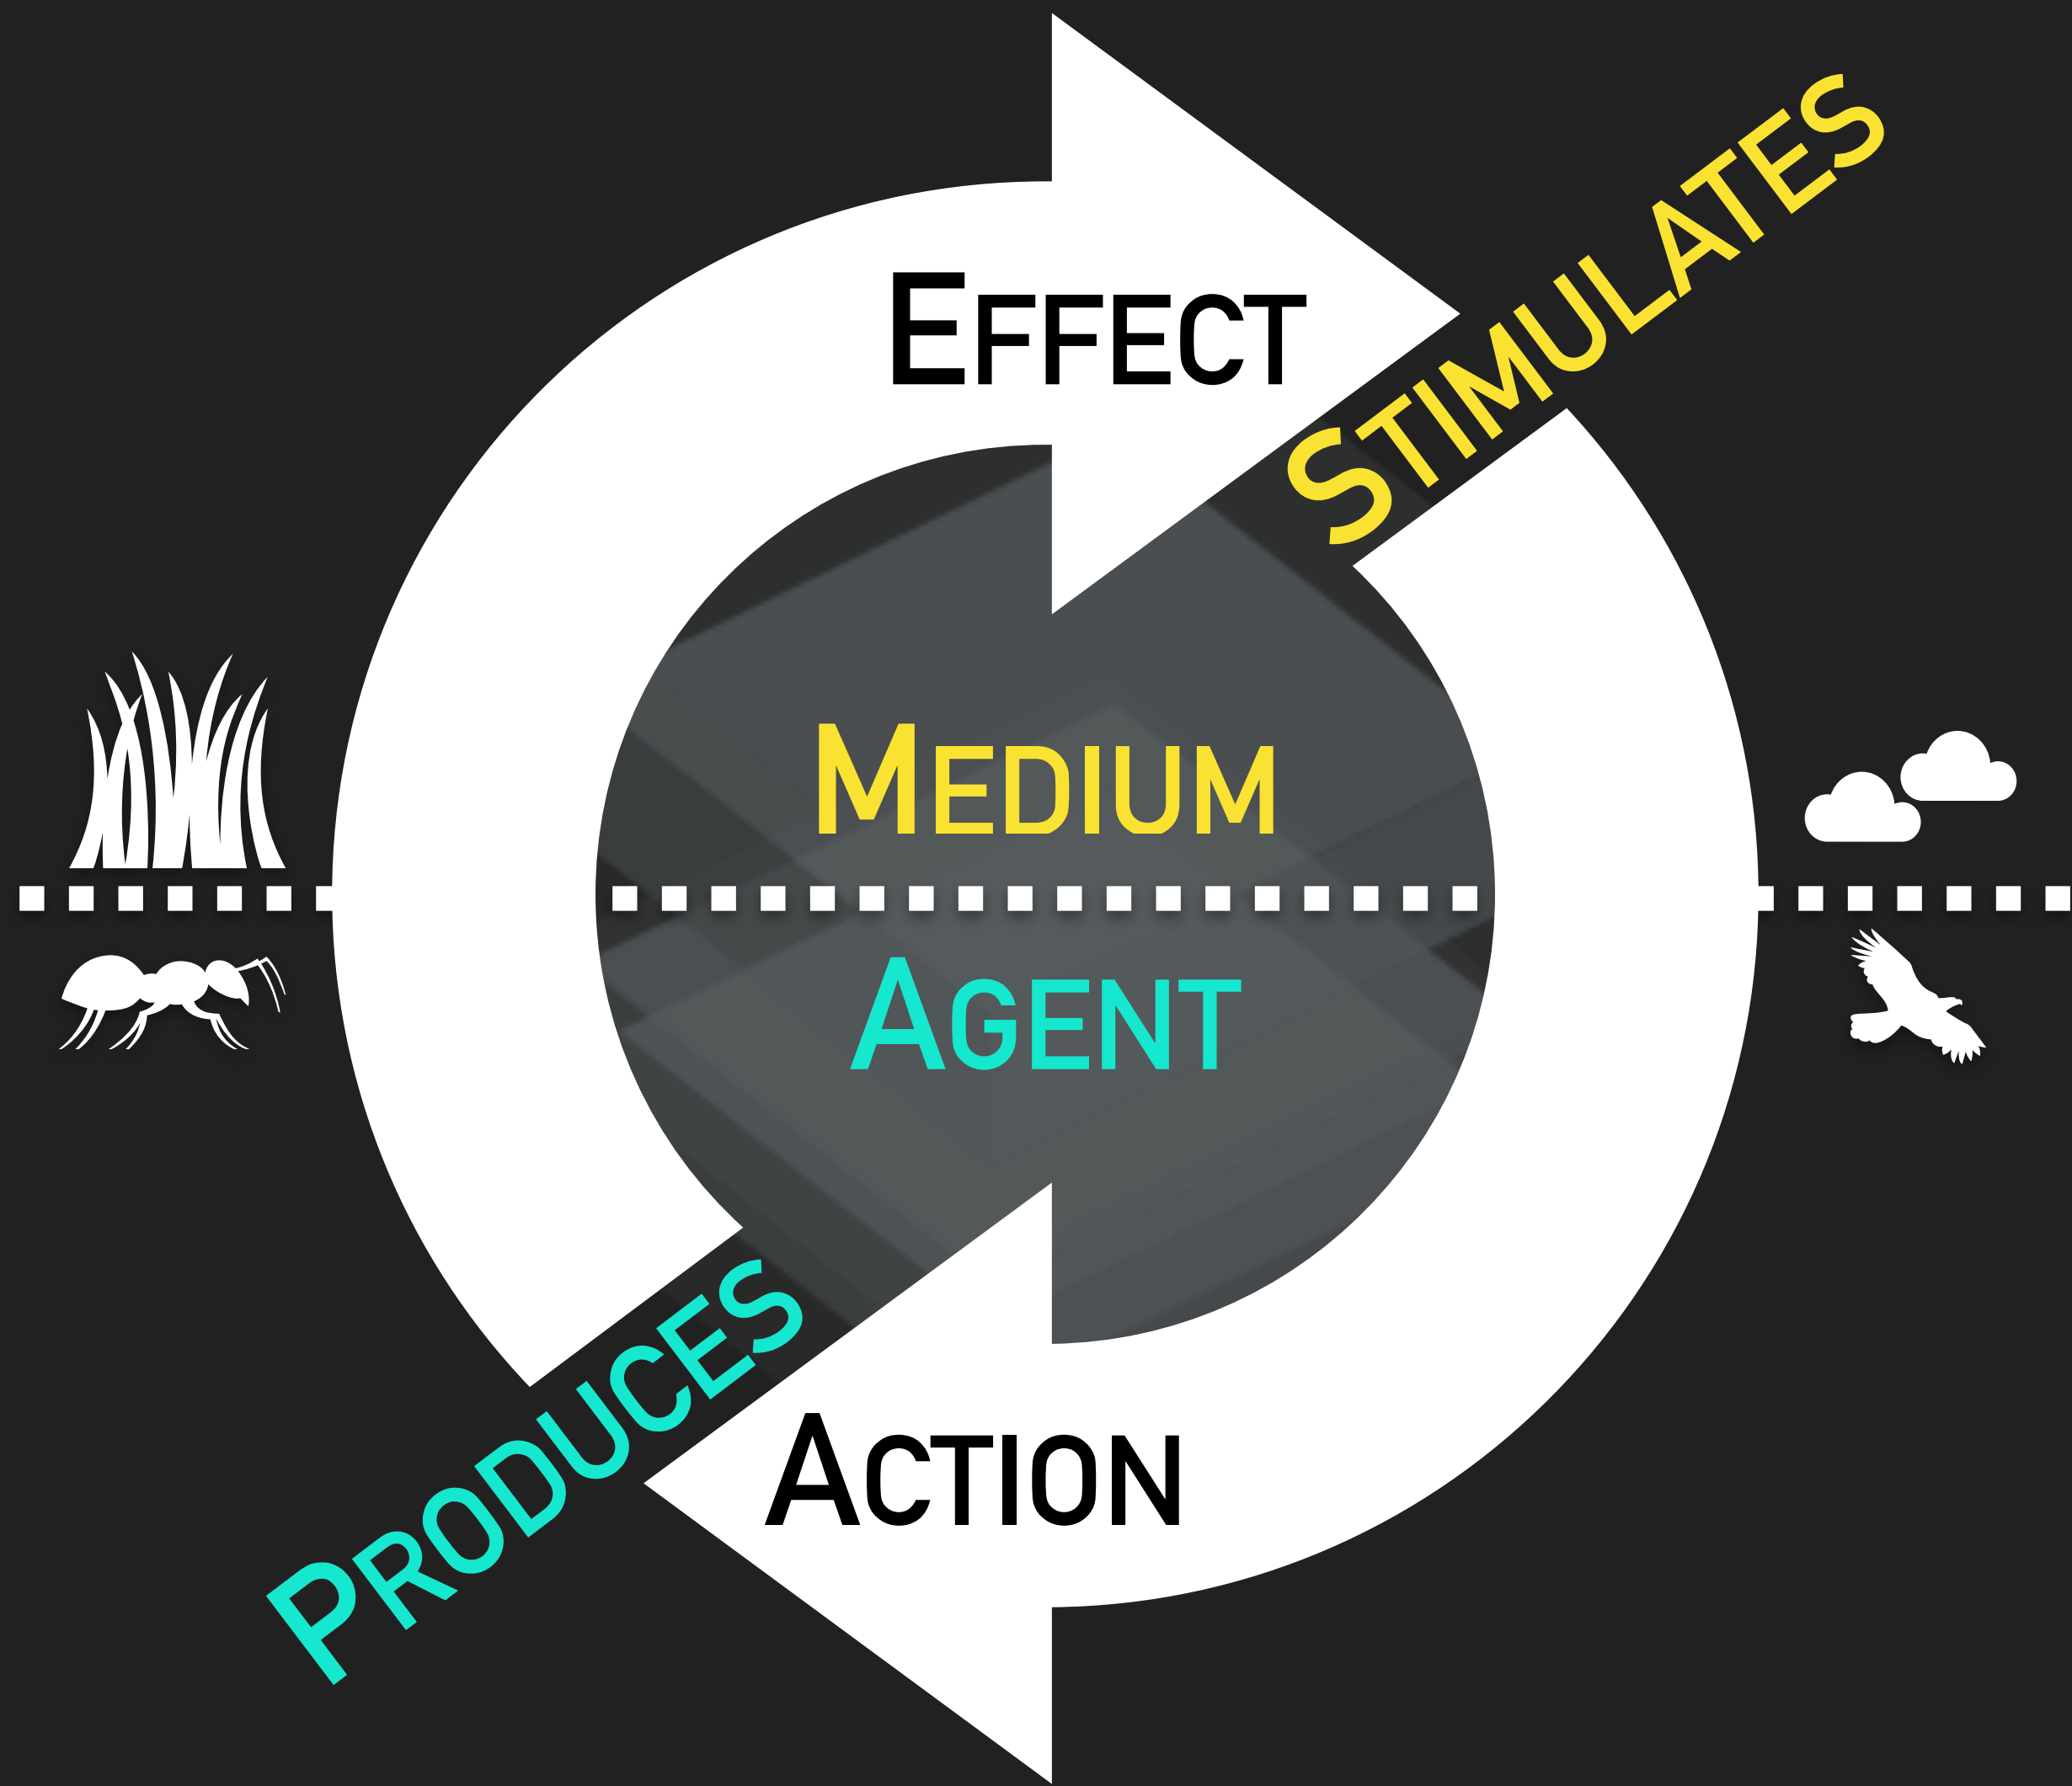 Effect
Stimulates
Medium
Agent
Produces
Action